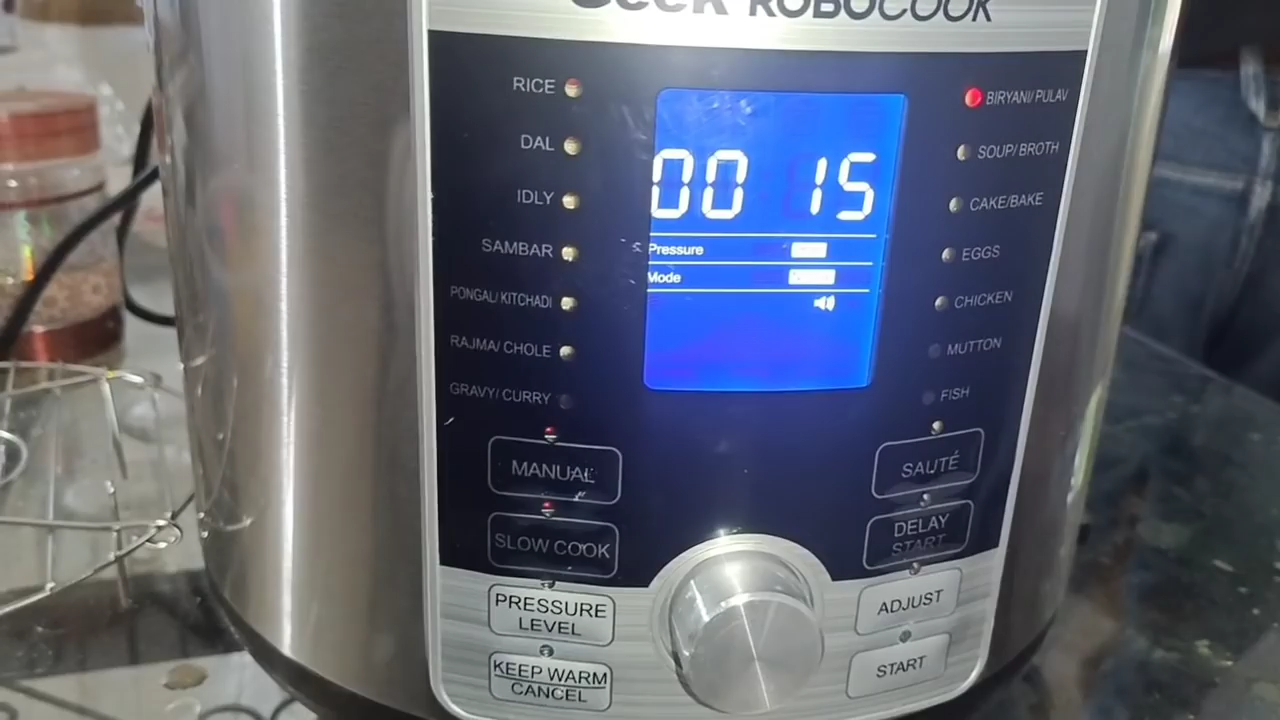 ROBOCOOK
RICE
DAL
IDLY
SAMBAR
PONGAL/ KITCHADI
RAJMA/ CHOLE
GRAVY/ CURRY
00 15
Pressure
Mode
BIRYANI/ PULAV
SOUP/ BROTH
CAKE/BAKE
EGGS
CHICKEN
MUTTON
FISH
MANUAL
SLOW COOK
PRESSURE
LEVEL
KEEP WARM
CANCEL
SAUTÉ
DELAY
START
ADJUST
START